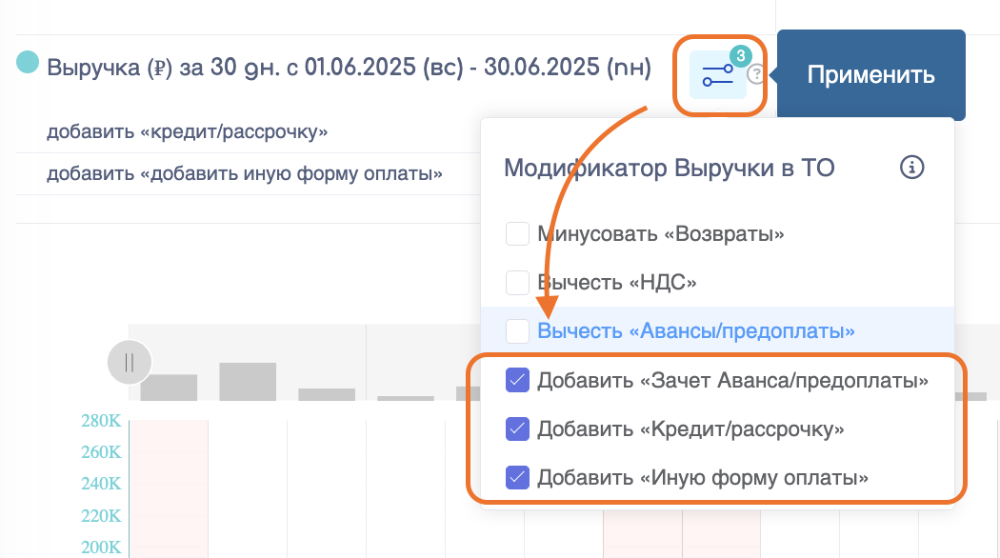 Выручка (₽) за 30 дн. с 01.06.2025 (вс) - 30.06.2025 (пн)
3
?
Применить
добавить «кредит/рассрочку»
добавить «добавить иную форму оплаты»
Модификатор Выручки в ТО
Минусовать «Возвраты»
Вычесть «НДС»
Вычесть «Авансы/предоплаты»
Добавить «Зачет Аванса/предоплаты»
Добавить «Кредит/рассрочку»
Добавить «Иную форму оплаты»
280K
260K
240K
220K
200K